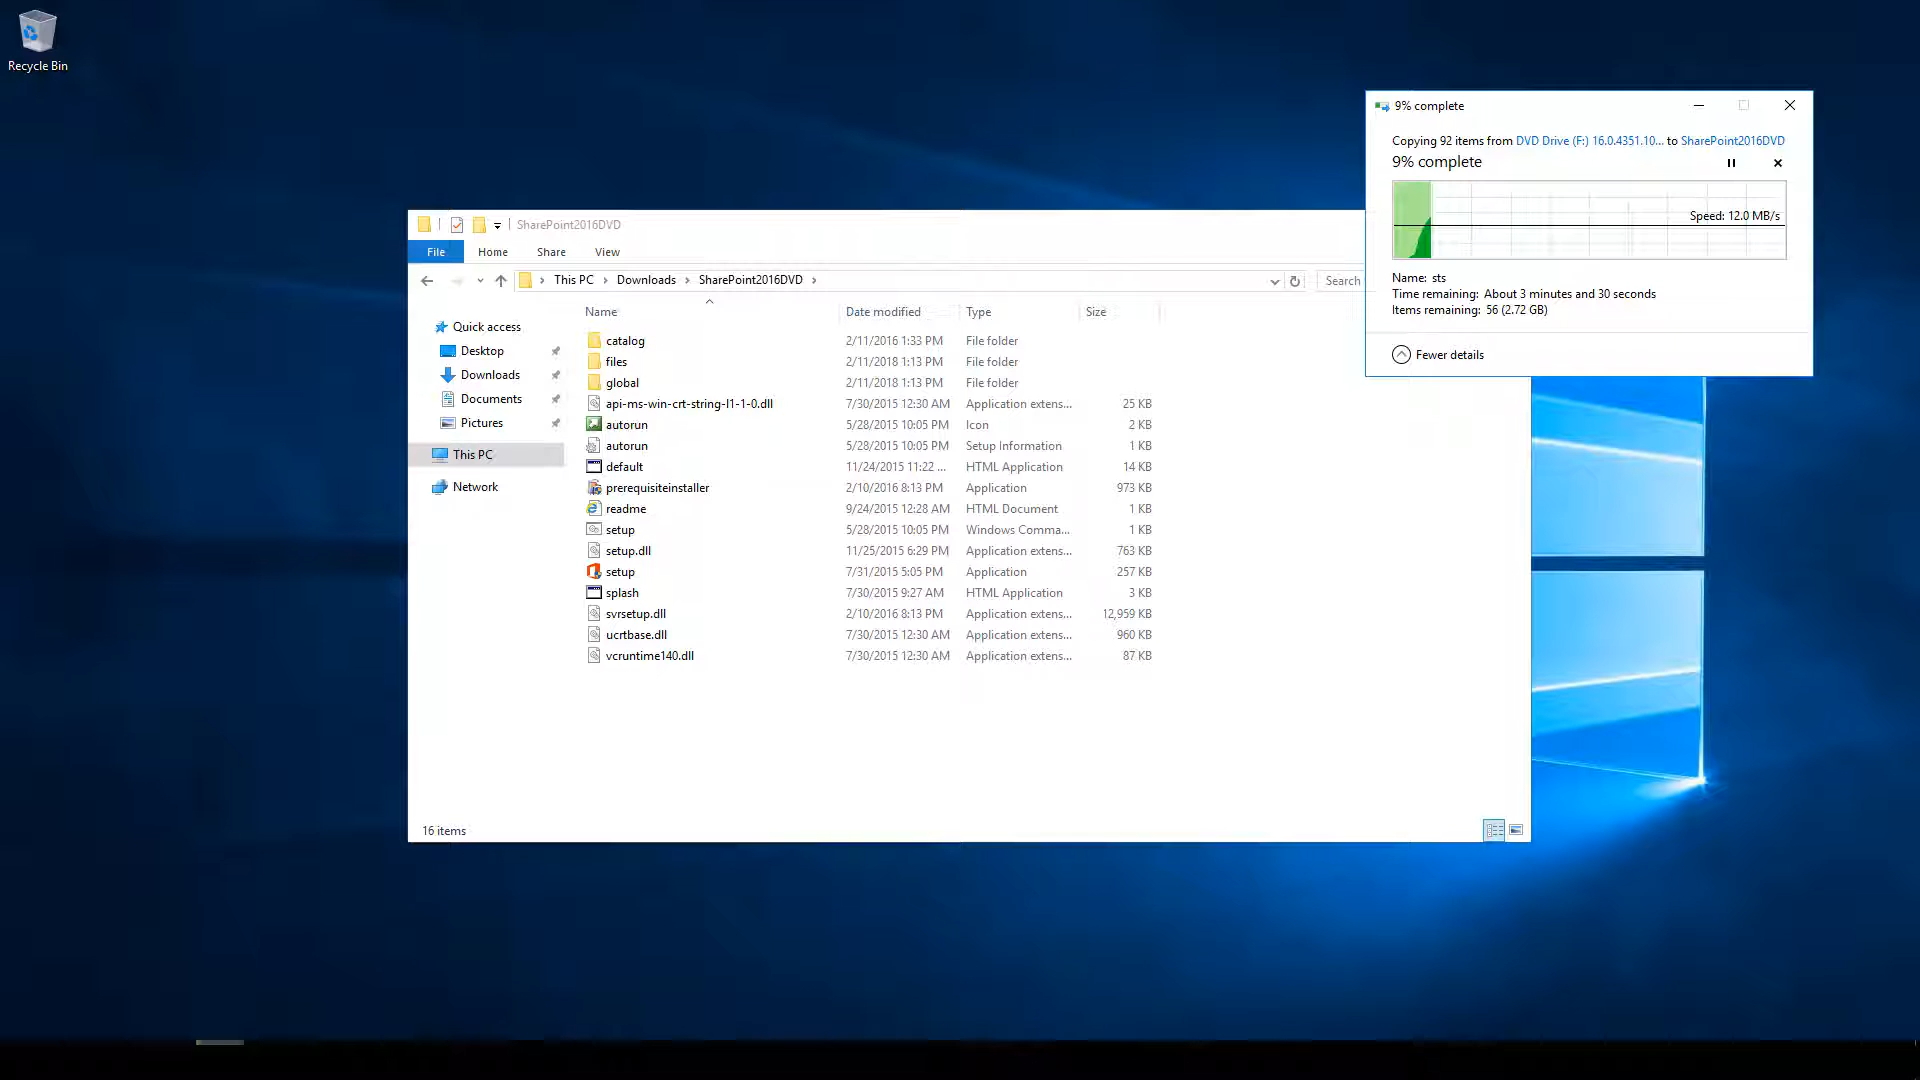 Recycle Bin
9% complete
Copying 92 items from DVD Drive (F:) 16.0.4351.10... to SharePoint2016DVD
9% complete
Speed: 12.0 MB/s
Name: sts
Time remaining: About 3 minutes and 30 seconds
Items remaining: 56 (2.72 GB)
Fewer details
SharePoint2016DVD
File Home Share View
This PC Downloads SharePoint2016DVD Search
Name Date modified Type Size
Quick access
Desktop
Downloads
Documents
Pictures
This PC
Network
catalog 2/11/2016 1:33 PM File folder
files 2/11/2018 1:13 PM File folder
global 2/11/2018 1:13 PM File folder
api-ms-win-crt-string-l1-1-0.dll 7/30/2015 12:30 AM Application extens... 25 KB
autorun 5/28/2015 10:05 PM Icon 2 KB
autorun 5/28/2015 10:05 PM Setup Information 1 KB
default 11/24/2015 11:22 ... HTML Application 14 KB
prerequisiteinstaller 2/10/2016 8:13 PM Application 973 KB
readme 9/24/2015 12:28 AM HTML Document 1 KB
setup 5/28/2015 10:05 PM Windows Comma... 1 KB
setup.dll 11/25/2015 6:29 PM Application extens... 763 KB
setup 7/31/2015 5:05 PM Application 257 KB
splash 7/30/2015 9:27 AM HTML Application 3 KB
svrsetup.dll 2/10/2016 8:13 PM Application extens... 12,959 KB
ucrtbase.dll 7/30/2015 12:30 AM Application extens... 960 KB
vcruntime140.dll 7/30/2015 12:30 AM Application extens... 87 KB
16 items